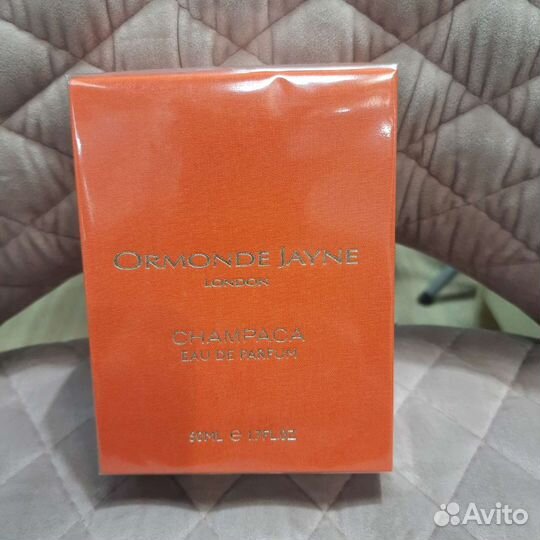 ORMONDE JAYNE
LONDON
CHAMPACA
EAU DE PARFUM
50ML ℮ 1.7FL.OZ
Avito